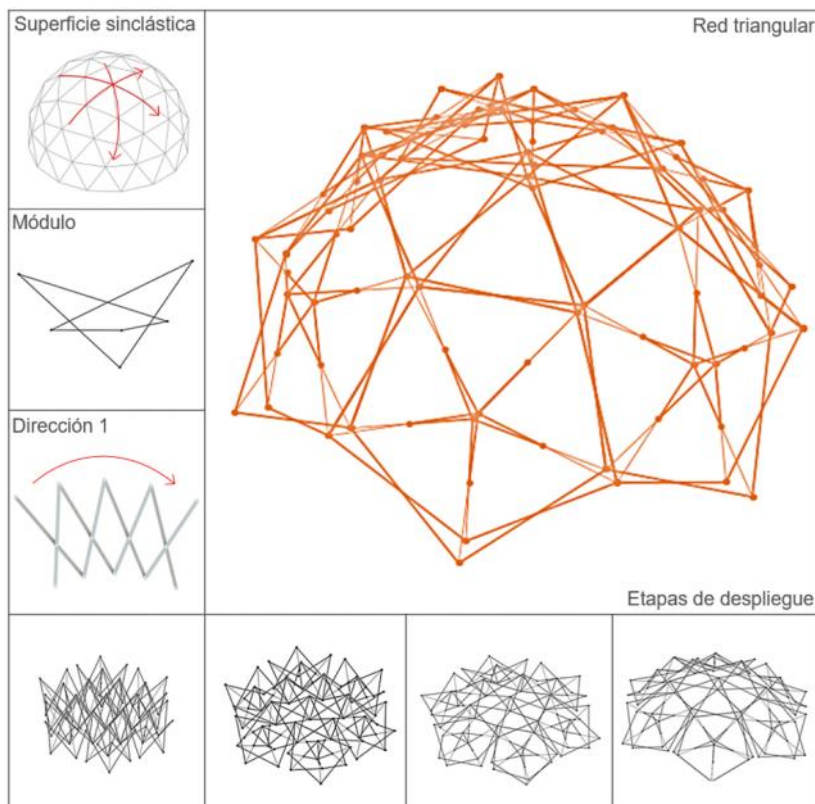 Superficie sinclástica
Red triangular
Módulo
Dirección 1
Etapas de despliegue